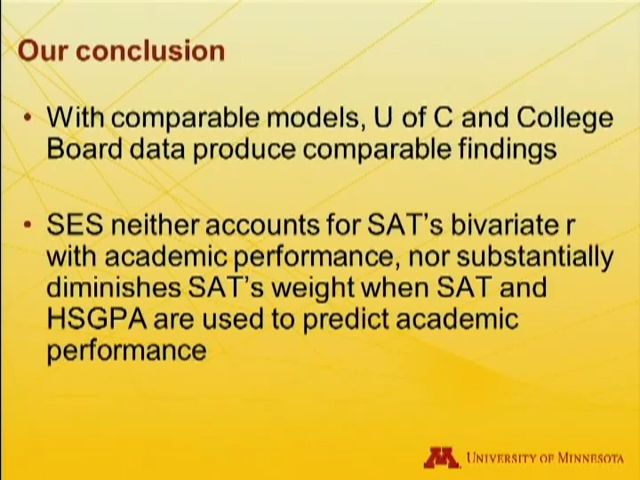 Our conclusion
• With comparable models, U of C and College
Board data produce comparable findings
• SES neither accounts for SAT's bivariate r
with academic performance, nor substantially
diminishes SAT's weight when SAT and
HSGPA are used to predict academic
performance
M UNIVERSITY OF MINNESOTA